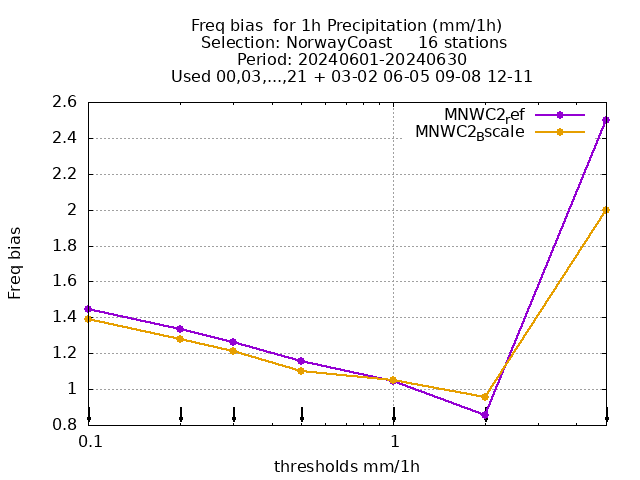 Freq bias  for 1h Precipitation (mm/1h)
Selection: NorwayCoast     16 stations
Period: 20240601-20240630
Used 00,03,...,21 + 03-02 06-05 09-08 12-11
MNWC2ref
MNWC2Bscale
2.6
2.4
2.2
2
1.8
1.6
1.4
1.2
1
0.8
Freq bias
0.1
1
thresholds mm/1h